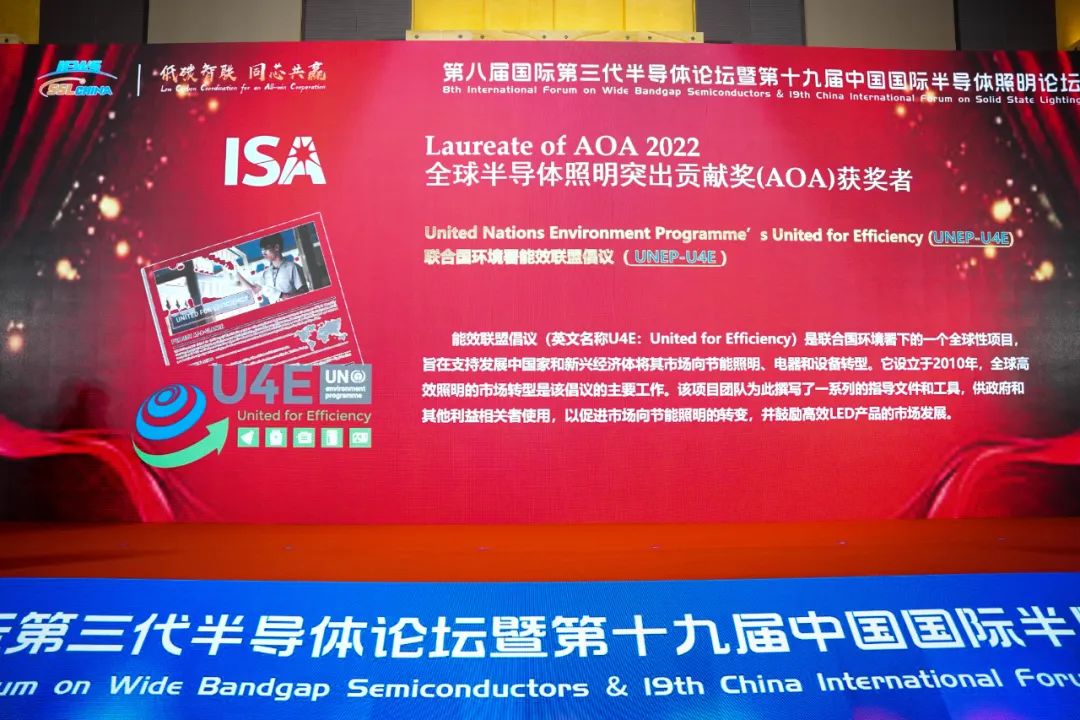 IFWS
SSLCHINA
低碳智联 同芯共赢
Low Carbon Coordination for an All-win Cooperation
第八届国际第三代半导体论坛暨第十九届中国国际半导体照明论坛
8th International Forum on Wide Bandgap Semiconductors & 19th China International Forum on Solid State Lighting
ISA
Laureate of AOA 2022
全球半导体照明突出贡献奖(AOA)获奖者
United Nations Environment Programme’s United for Efficiency (UNEP-U4E)
联合国环境署能效联盟倡议（UNEP-U4E）
UNITED FOR EFFICIENCY
能效联盟倡议（英文名称U4E：United for Efficiency）是联合国环境署下的一个全球性项目，
旨在支持发展中国家和新兴经济体将其市场向节能照明、电器和设备转型。它设立于2010年，全球高
效照明的市场转型是该倡议的主要工作。该项目团队为此撰写了一系列的指导文件和工具，供政府和
其他利益相关者使用，以促进市场向节能照明的转变，并鼓励高效LED产品的市场发展。
U4E
UN
environment
programme
United for Efficiency
第三代半导体论坛暨第十九届中国国际半
um on Wide Bandgap Semiconductors & 19th China International Foru